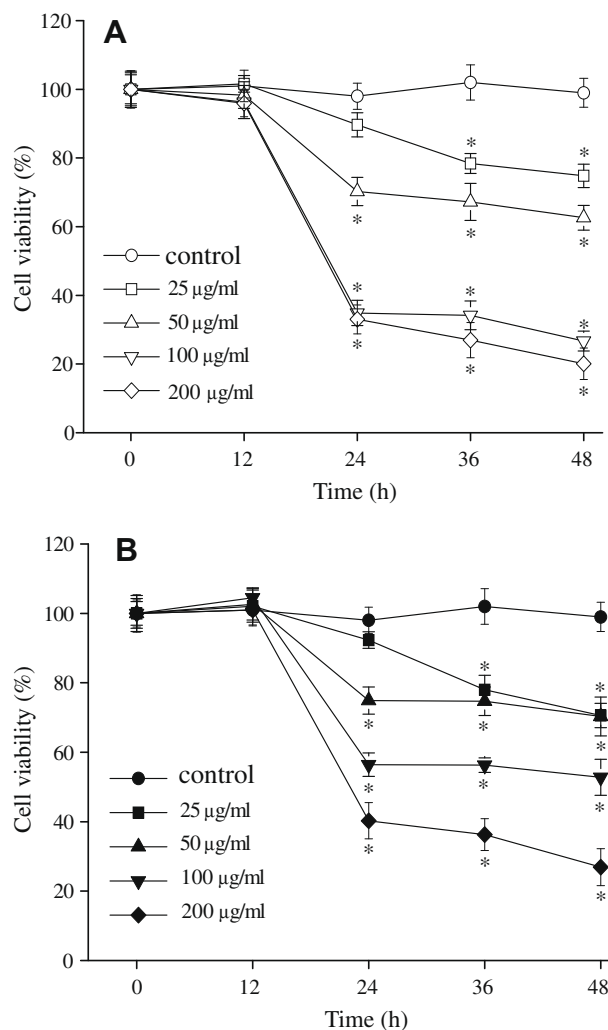 A
120
100
80
60
40
20
0
Cell viability (%)
control
25 µg/ml
50 µg/ml
100 µg/ml
200 µg/ml
* *
* * *
* * *
* * *
0 12 24 36 48
Time (h)
B
120
100
80
60
40
20
0
Cell viability (%)
control
25 µg/ml
50 µg/ml
100 µg/ml
200 µg/ml
* *
* * *
* * *
* * *
0 12 24 36 48
Time (h)